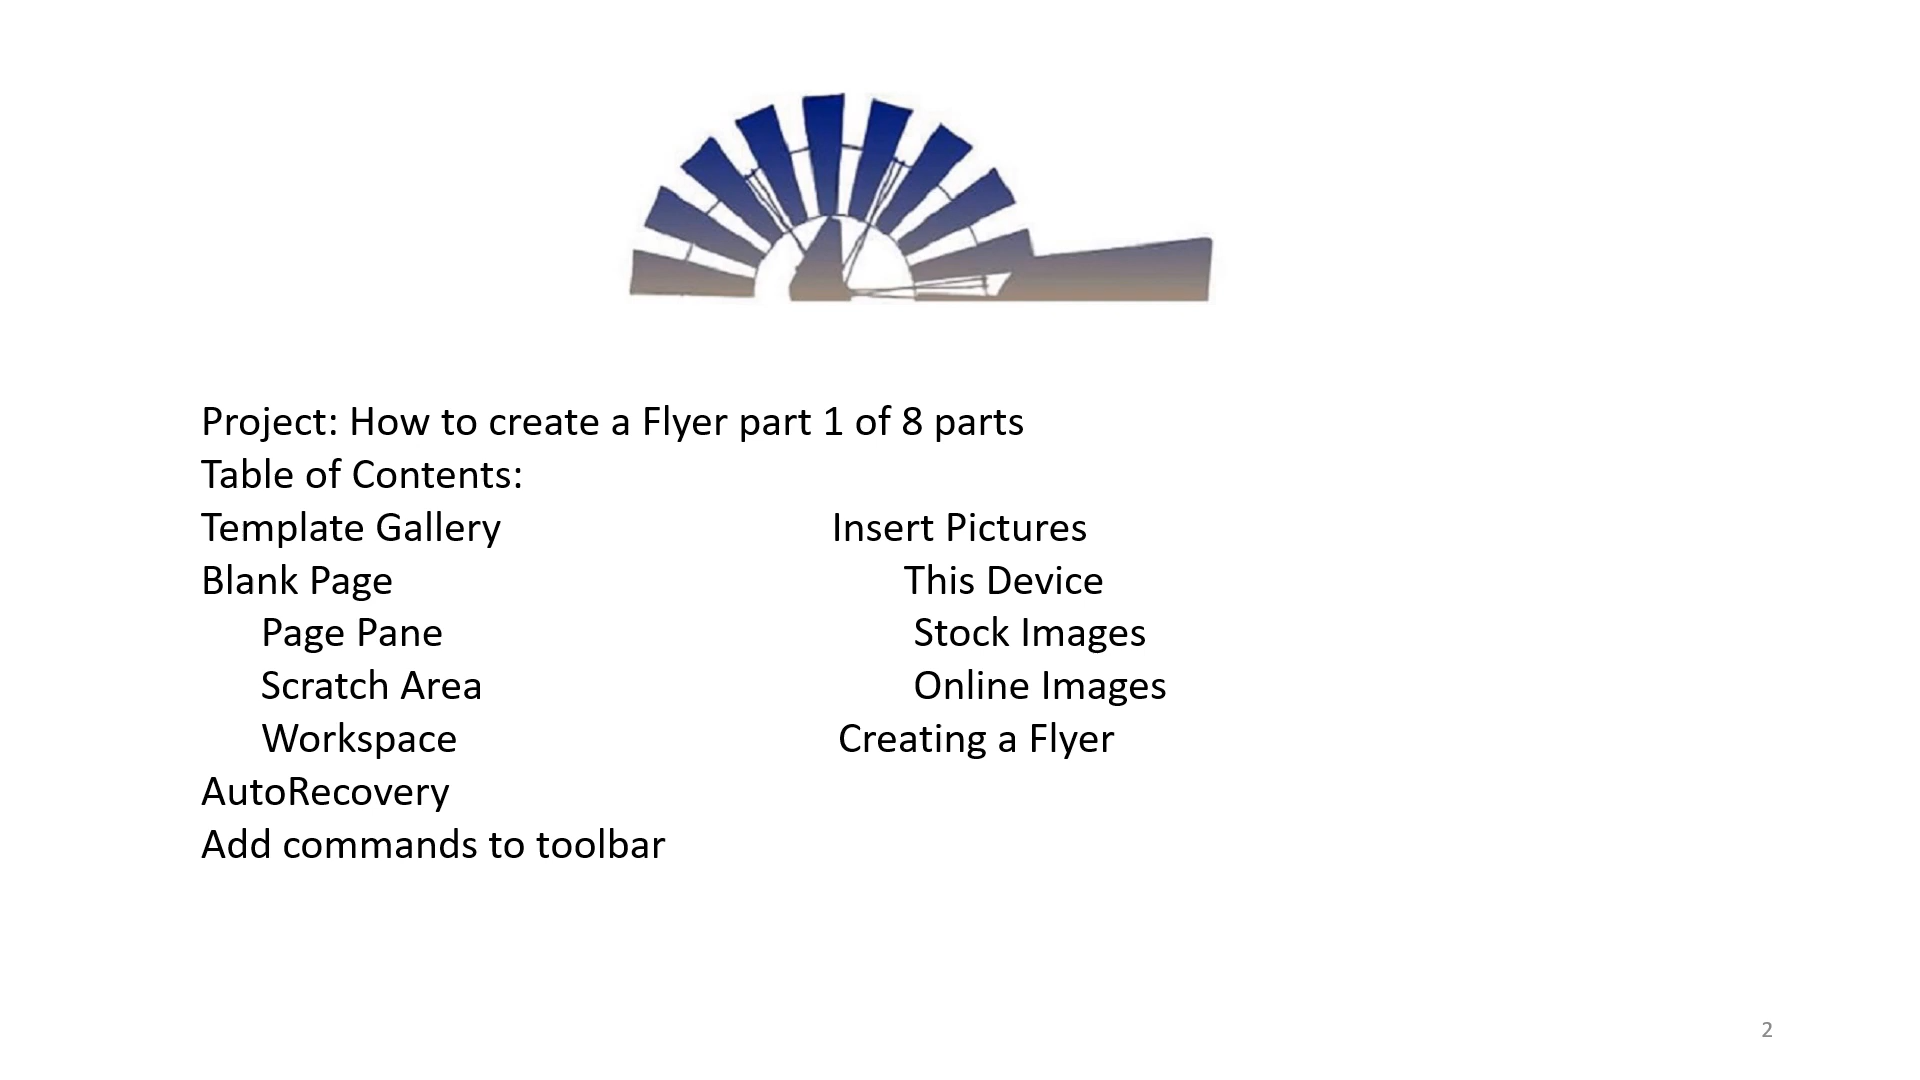 Project: How to create a Flyer part 1 of 8 parts
Table of Contents:
Template Gallery
Blank Page
Page Pane
Scratch Area
Workspace
AutoRecovery
Add commands to toolbar
Insert Pictures
This Device
Stock Images
Online Images
Creating a Flyer
2